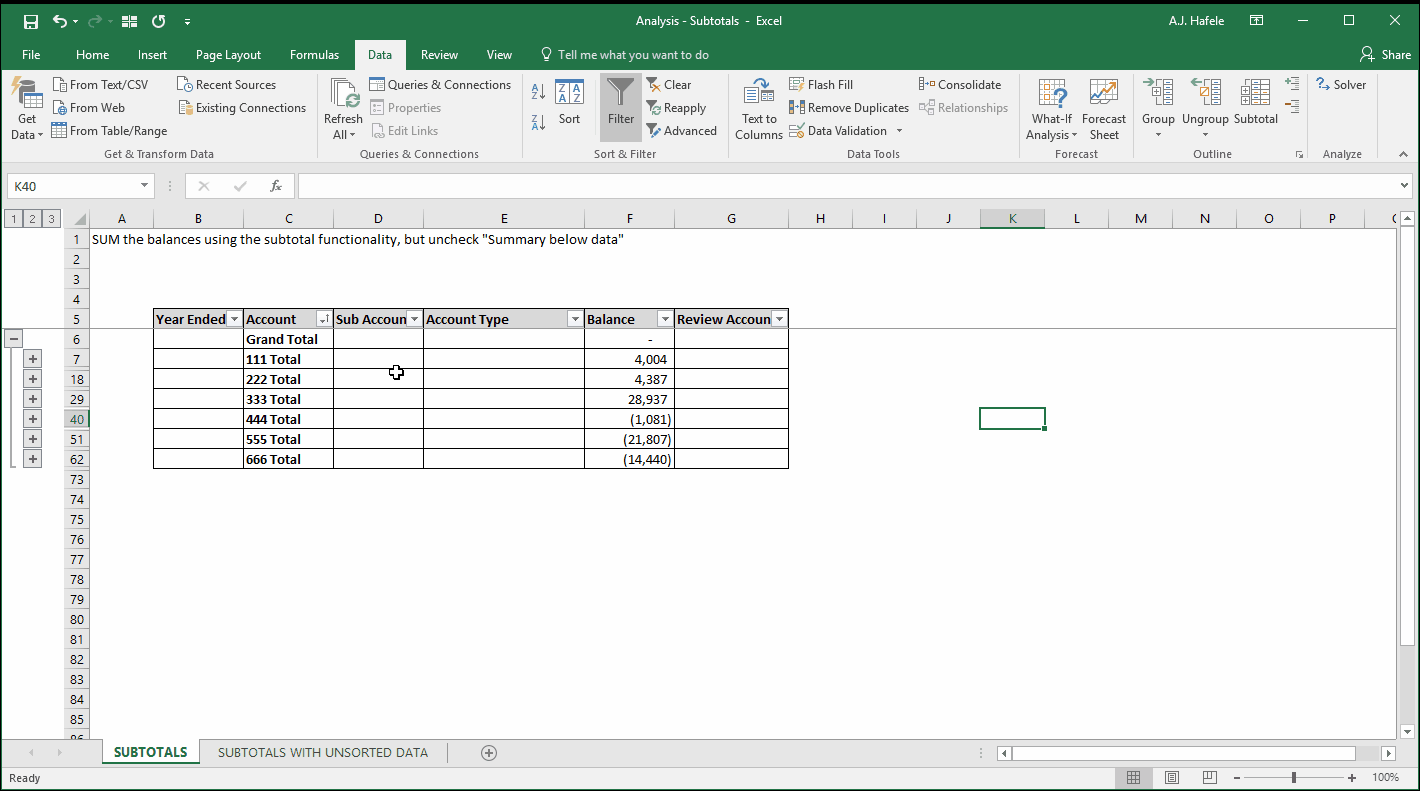 Analysis - Subtotals - Excel
A.J. Hafele
File Home Insert Page Layout Formulas Data Review View Tell me what you want to do Share
Get Data
From Text/CSV
From Web
From Table/Range
Recent Sources
Existing Connections
Get & Transform Data
Refresh All
Queries & Connections
Properties
Edit Links
Queries & Connections
Sort
Filter
Clear
Reapply
Advanced
Sort & Filter
Text to Columns
Flash Fill
Remove Duplicates
Data Validation
Consolidate
Relationships
Data Tools
What-If Analysis
Forecast Sheet
Forecast
Group
Ungroup
Subtotal
Outline
Solver
Analyze
K40
fx
1 2 3
A B C D E F G H I J K L M N O P
1 SUM the balances using the subtotal functionality, but uncheck "Summary below data"
2
3
4
5 Year Ended Account Sub Accoun Account Type Balance Review Accoun
6 Grand Total -
7 111 Total 4,004
18 222 Total 4,387
29 333 Total 28,937
40 444 Total (1,081)
51 555 Total (21,807)
62 666 Total (14,440)
73
74
75
76
77
78
79
80
81
82
83
84
85
SUBTOTALS
SUBTOTALS WITH UNSORTED DATA
Ready
100%